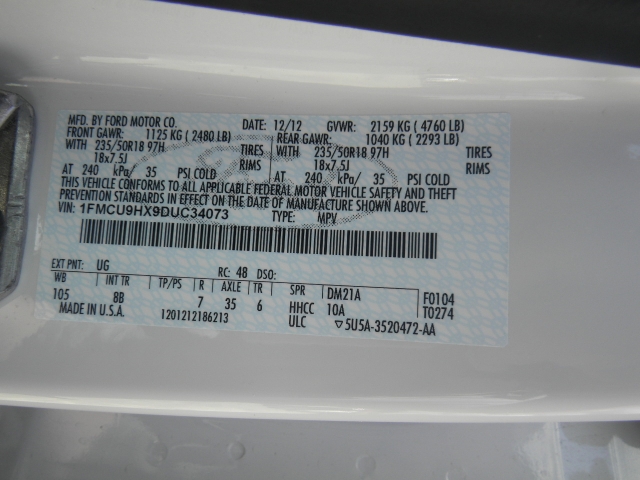 MFD. BY FORD MOTOR CO. DATE: 12/12 GVWR: 2159 KG ( 4760 LB)
FRONT GAWR: 1125 KG ( 2480 LB) REAR GAWR: 1040 KG ( 2293 LB)
WITH 235/50R18 97H TIRES WITH 235/50R18 97H TIRES
18x7.5J RIMS 18x7.5J RIMS
AT 240 kPa/ 35 PSI COLD AT 240 kPa/ 35 PSI COLD
THIS VEHICLE CONFORMS TO ALL APPLICABLE FEDERAL MOTOR VEHICLE SAFETY AND THEFT
PREVENTION STANDARDS IN EFFECT ON THE DATE OF MANUFACTURE SHOWN ABOVE.
VIN: 1FMCU9HX9DUC34073 TYPE: MPV
EXT PNT: UG RC: 48 DSO:
WB INT TR TP/PS R AXLE TR SPR DM21A F0104
105 8B 7 35 6 HHCC 10A T0274
MADE IN U.S.A. 1201212186213 ULC ▽5U5A-3520472-AA